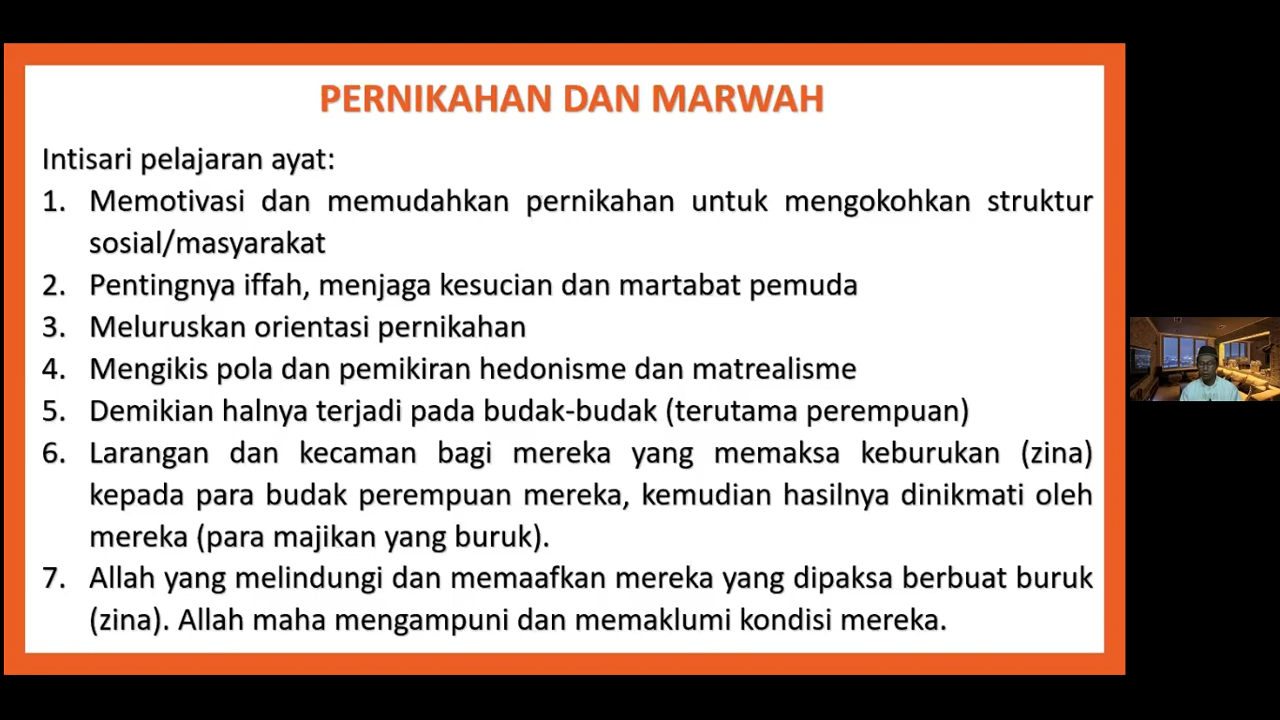 PERNIKAHAN DAN MARWAH
Intisari pelajaran ayat:
1. Memotivasi dan memudahkan pernikahan untuk mengokohkan struktur
sosial/masyarakat
2. Pentingnya iffah, menjaga kesucian dan martabat pemuda
3. Meluruskan orientasi pernikahan
4. Mengikis pola dan pemikiran hedonisme dan matrealisme
5. Demikian halnya terjadi pada budak-budak (terutama perempuan)
6. Larangan dan kecaman bagi mereka yang memaksa keburukan (zina)
kepada para budak perempuan mereka, kemudian hasilnya dinikmati oleh
mereka (para majikan yang buruk).
7. Allah yang melindungi dan memaafkan mereka yang dipaksa berbuat buruk
(zina). Allah maha mengampuni dan memaklumi kondisi mereka.